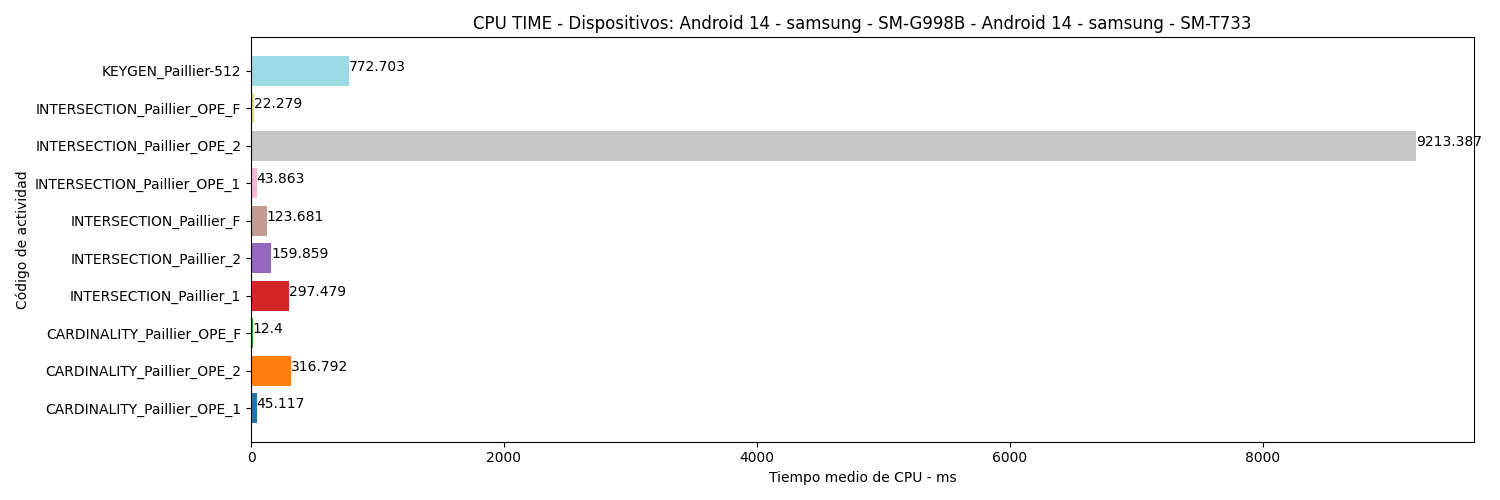 CPU TIME - Dispositivos: Android 14 - samsung - SM-G998B - Android 14 - samsung - SM-T733
Código de actividad
KEYGEN_Paillier-512 772.703
INTERSECTION_Paillier_OPE_F 22.279
INTERSECTION_Paillier_OPE_2 9213.387
INTERSECTION_Paillier_OPE_1 43.863
INTERSECTION_Paillier_F 123.681
INTERSECTION_Paillier_2 159.859
INTERSECTION_Paillier_1 297.479
CARDINALITY_Paillier_OPE_F 12.4
CARDINALITY_Paillier_OPE_2 316.792
CARDINALITY_Paillier_OPE_1 45.117
0 2000 4000 6000 8000
Tiempo medio de CPU - ms